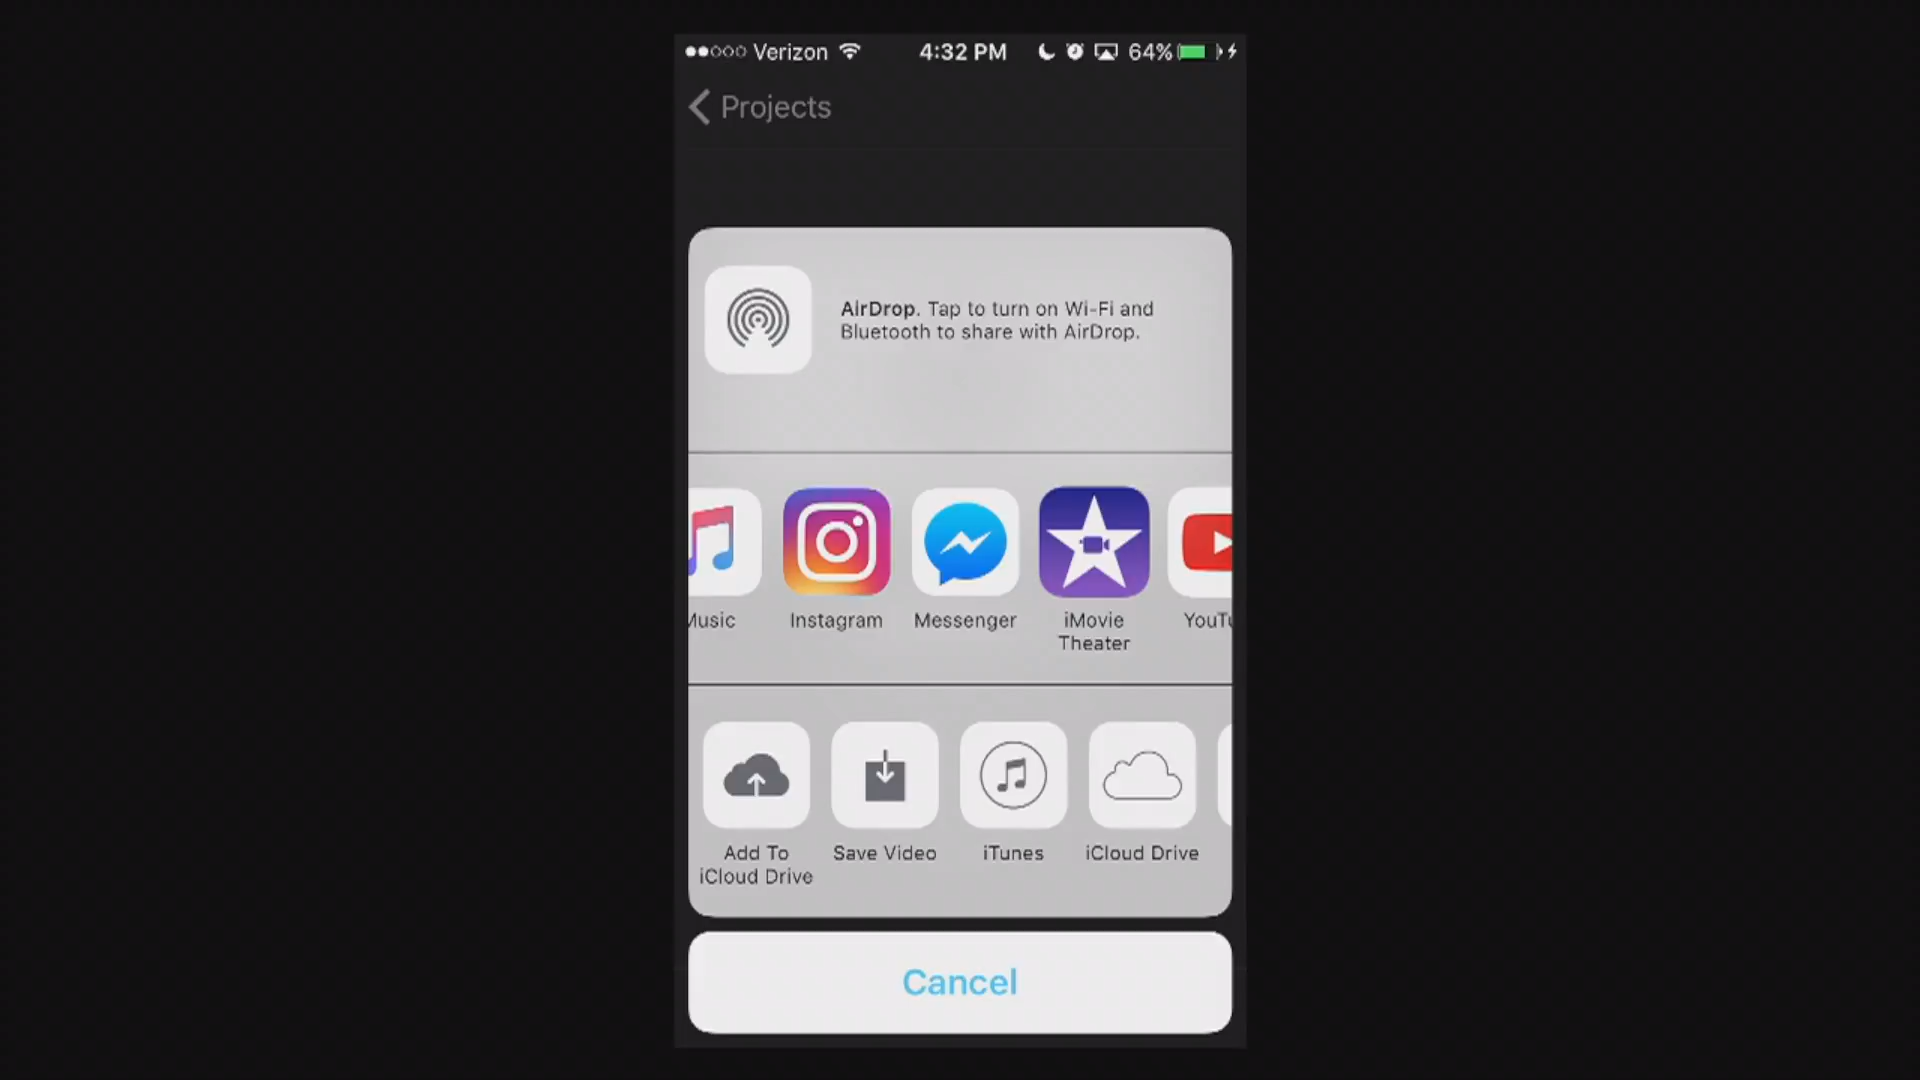 Verizon 4:32 PM 64%
Projects
AirDrop. Tap to turn on Wi-Fi and
Bluetooth to share with AirDrop.
Music
Instagram
Messenger
iMovie
Theater
YouTu
Add To
iCloud Drive
Save Video
iTunes
iCloud Drive
Cancel